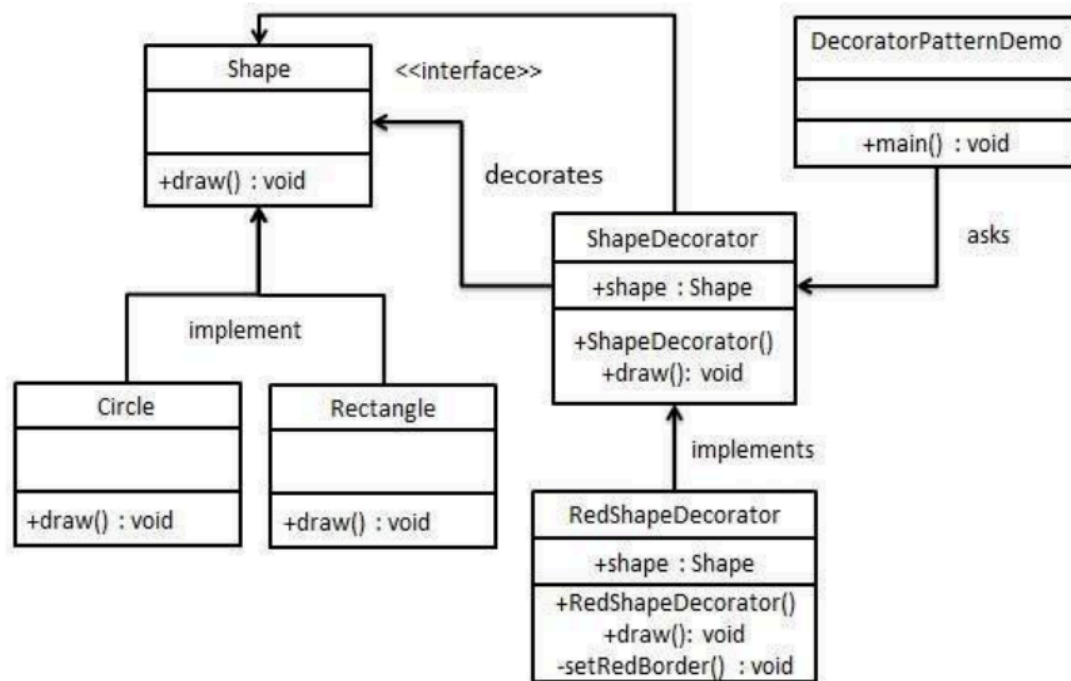 Shape
+draw() : void
<<interface>>
decorates
DecoratorPatternDemo
+main() : void
asks
ShapeDecorator
+shape : Shape
+ShapeDecorator()
+draw(): void
implement
Circle
+draw() : void
Rectangle
+draw() : void
implements
RedShapeDecorator
+shape : Shape
+RedShapeDecorator()
+draw(): void
-setRedBorder() : void